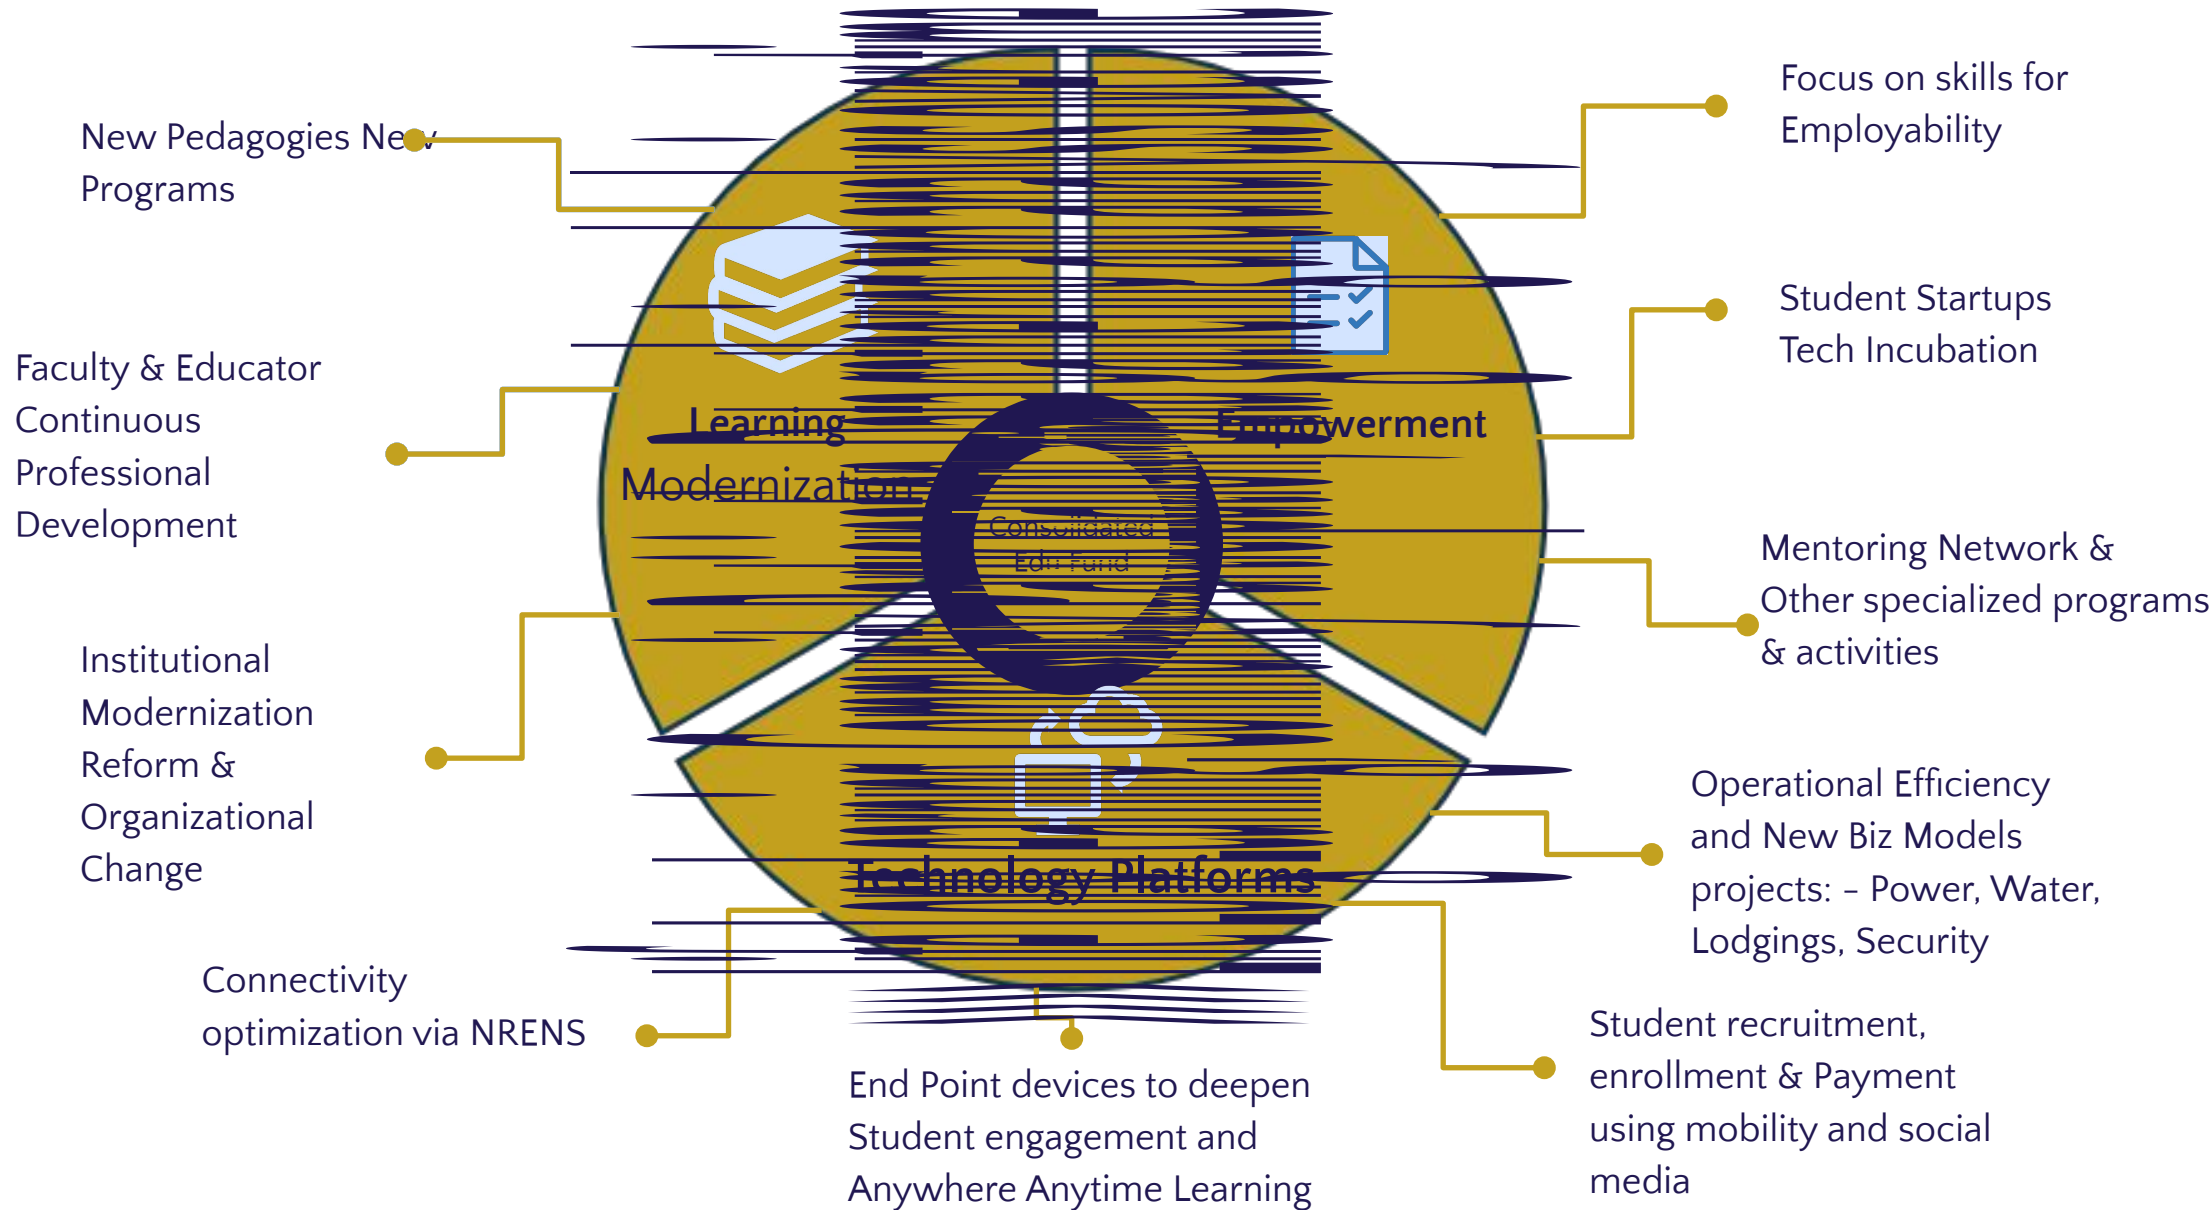 New Pedagogies New
Programs
Faculty & Educator
Continuous
Professional
Development
Institutional
Modernization
Reform &
Organizational
Change
Connectivity
optimization via NRENS
Learning
Modernization
Empowerment
Consolidated
Edu Fund
Technology Platforms
End Point devices to deepen
Student engagement and
Anywhere Anytime Learning
Focus on skills for
Employability
Student Startups
Tech Incubation
Mentoring Network &
Other specialized programs
& activities
Operational Efficiency
and New Biz Models
projects: – Power, Water,
Lodgings, Security
Student recruitment,
enrollment & Payment
using mobility and social
media